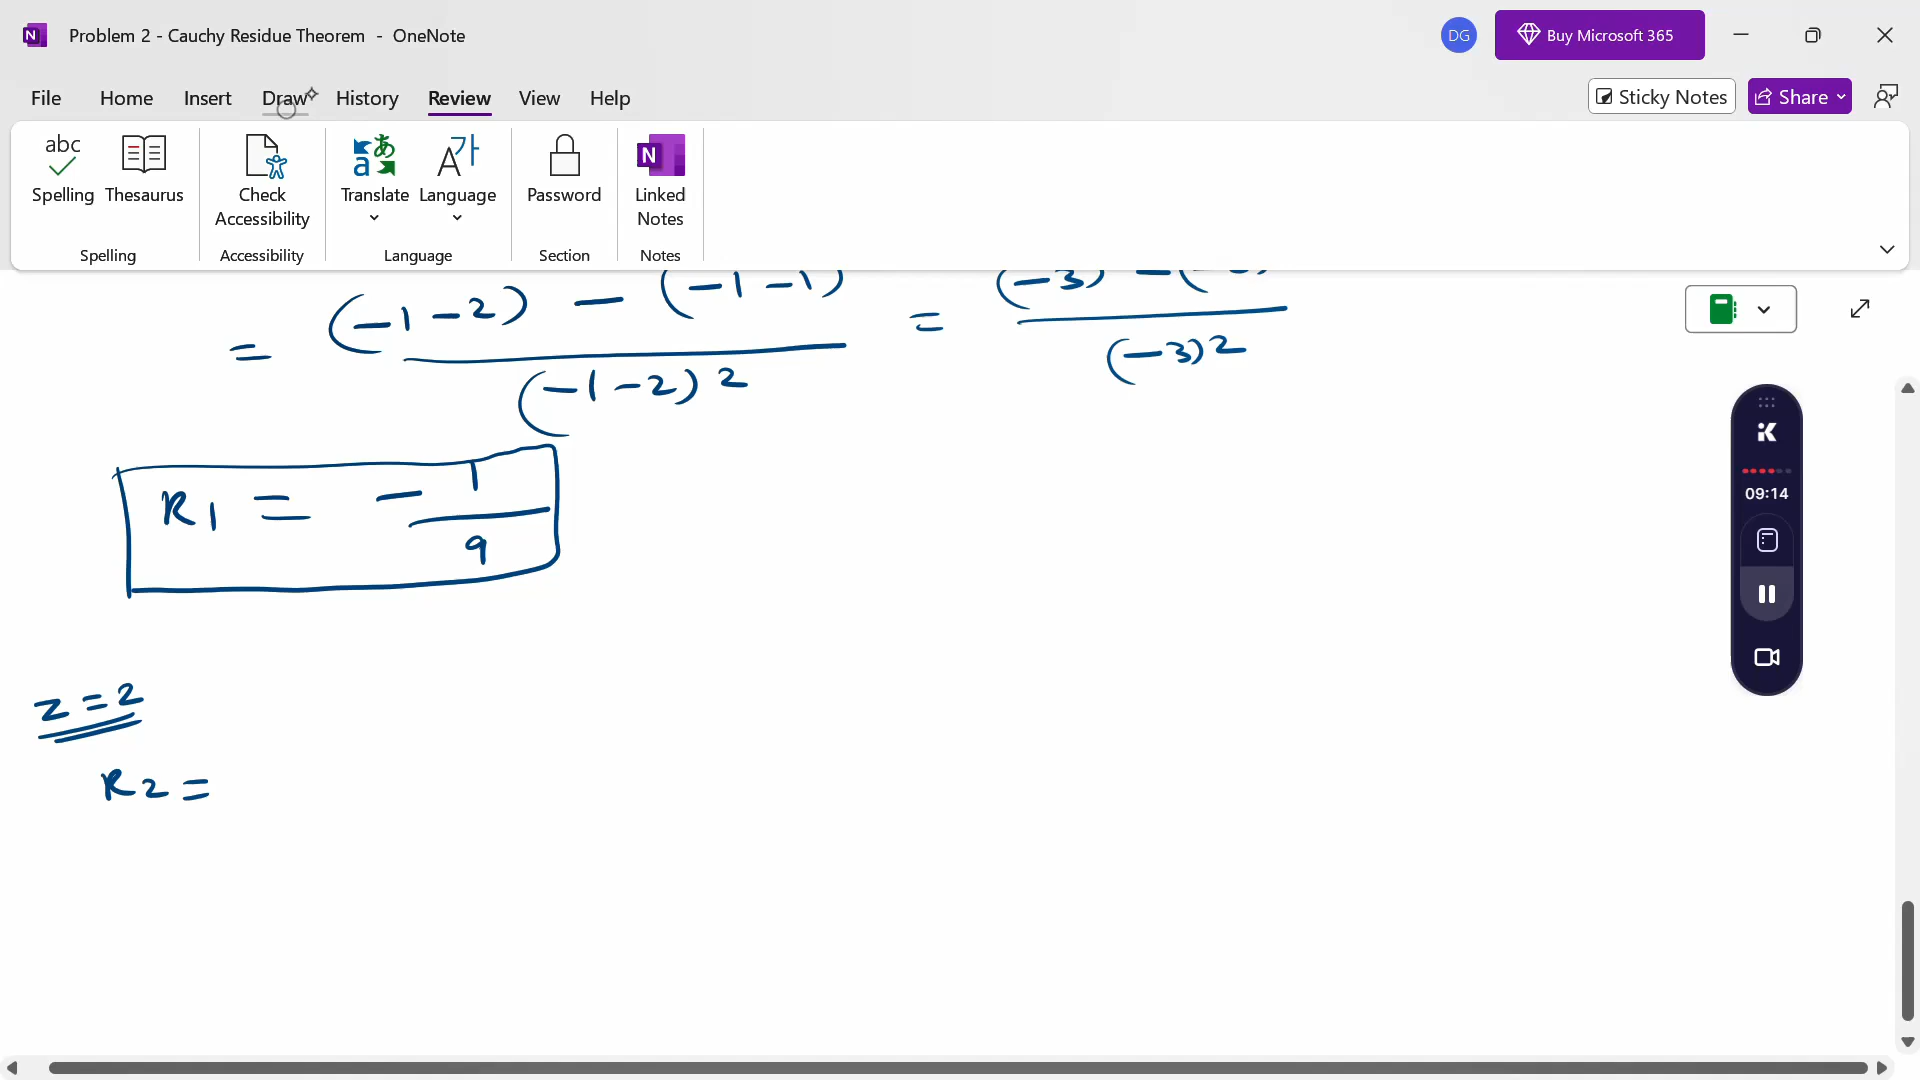 Problem 2 - Cauchy Residue Theorem - OneNote
DG
Buy Microsoft 365
File Home Insert Draw History Review View Help
Sticky Notes
Share
abc
Spelling
Thesaurus
Check Accessibility
Translate
Language
Password
Linked Notes
Spelling
Accessibility
Language
Section
Notes
= (-1-2) - (-1-1) = (-3) - (
(-1-2)2 (-3)2
R1 = - 1
9
09:14
z=2
R2 =